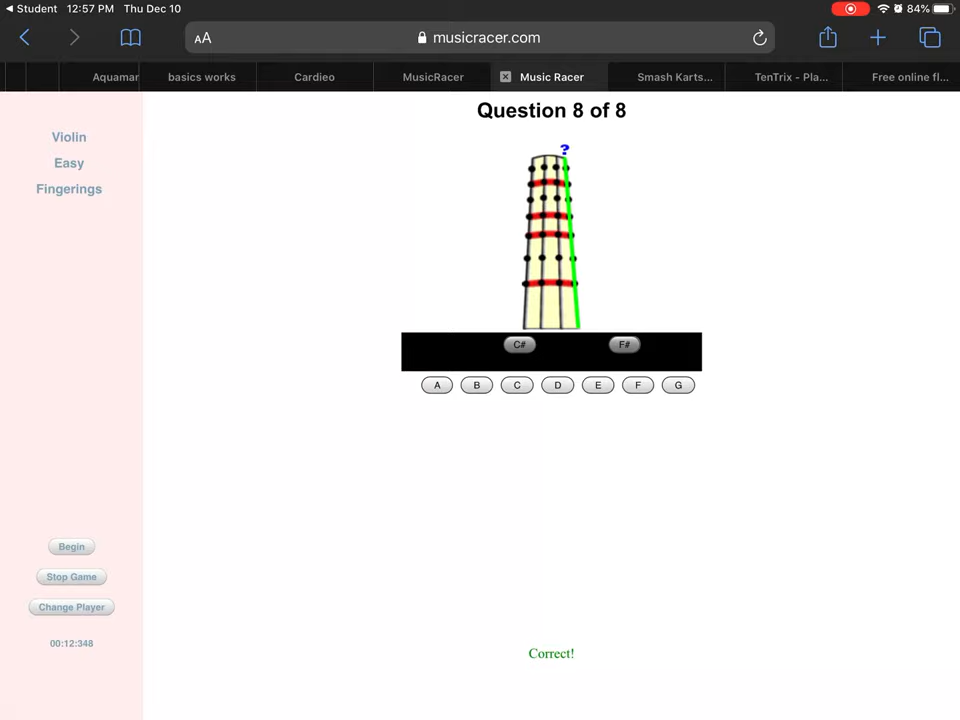 Student 12:57 PM Thu Dec 10 84%
AA musicracer.com
Aquamar basics works Cardieo MusicRacer Music Racer Smash Karts... TenTrix - Pla... Free online fl...
Question 8 of 8
Violin
Easy
Fingerings
?
C# F#
A B C D E F G
Begin
Stop Game
Change Player
00:12:348
Correct!